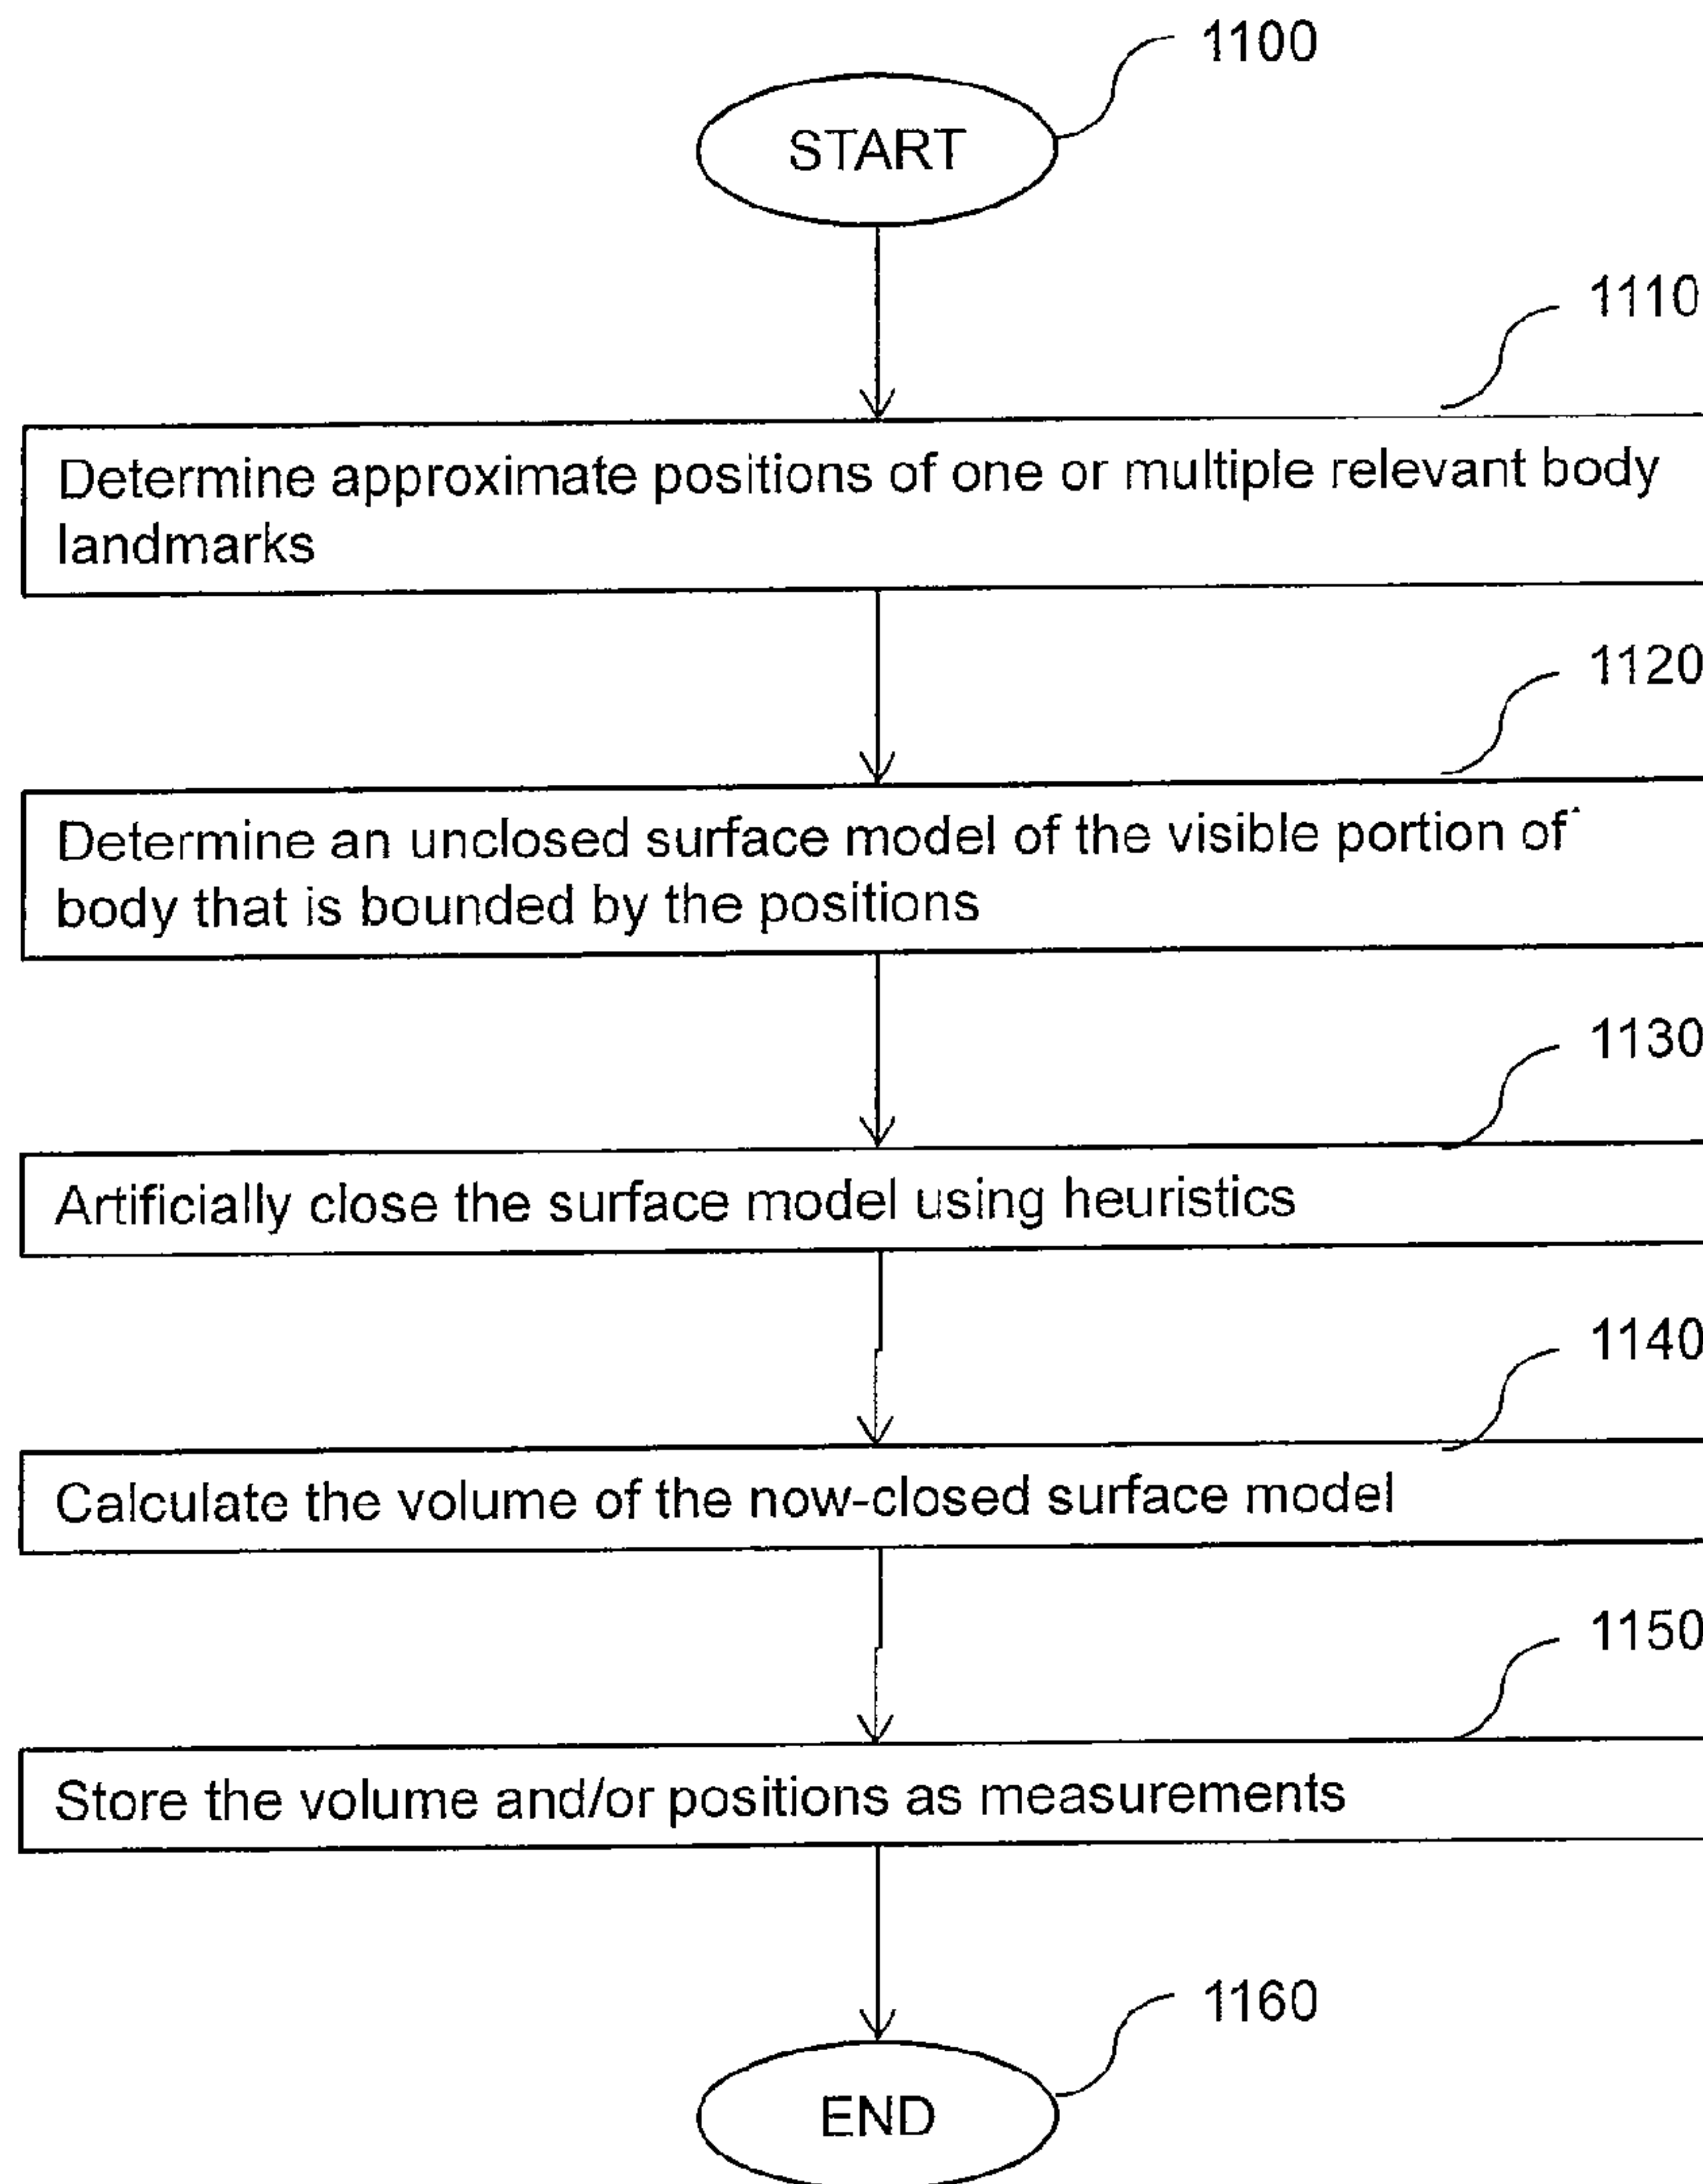 1100
START
1110
Determine approximate positions of one or multiple relevant body
landmarks
1120
Determine an unclosed surface model of the visible portion of
body that is bounded by the positions
1130
Artificially close the surface model using heuristics
1140
Calculate the volume of the now-closed surface model
1150
Store the volume and/or positions as measurements
1160
END